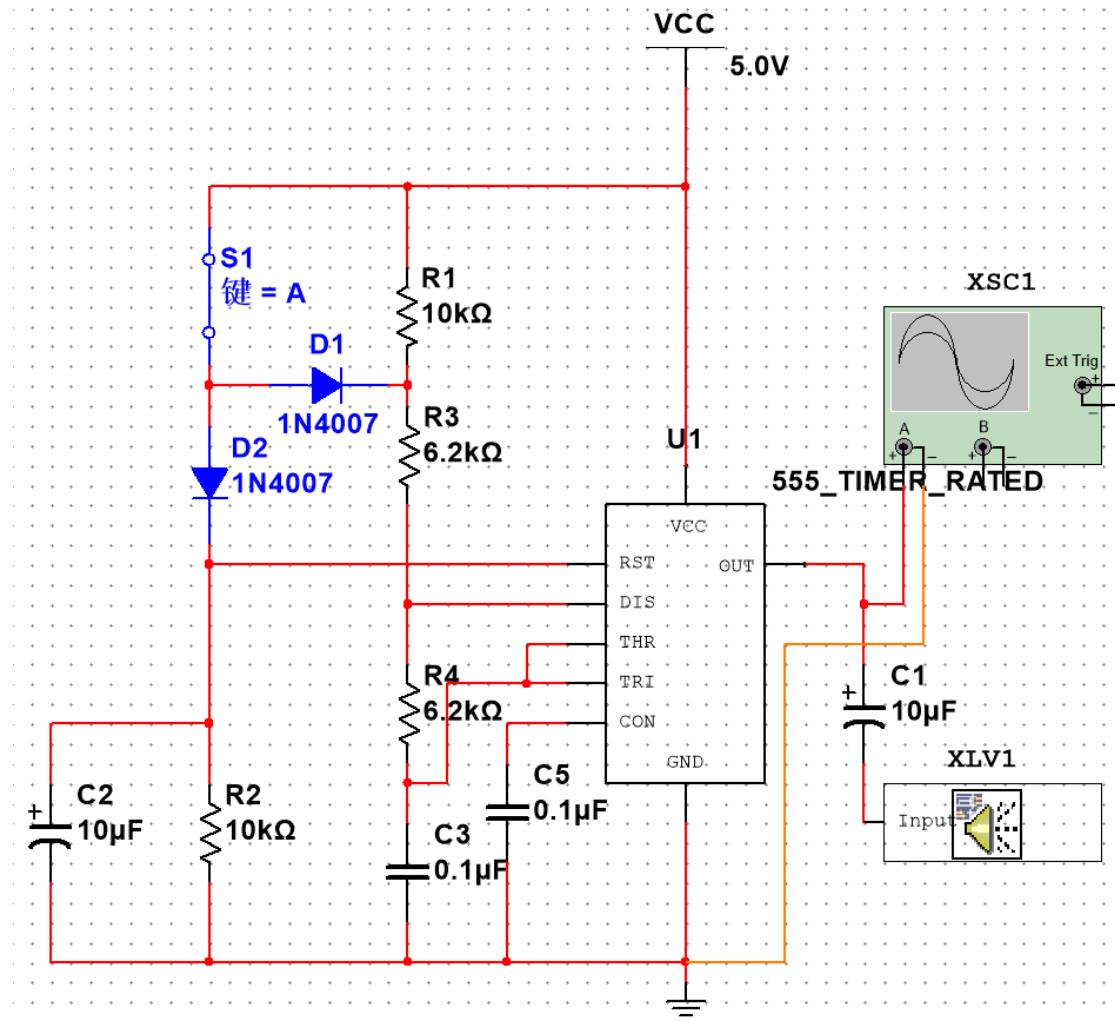 VCC
5.0V
S1
键 = A
R1
10kΩ
XSC1
Ext Trig
+
−
A
B
+
−
+
−
D1
1N4007
R3
6.2kΩ
D2
1N4007
U1
555_TIMER_RATED
VCC
RST
DIS
THR
TRI
CON
GND
OUT
R4
6.2kΩ
C1
+
10µF
C5
0.1µF
XLV1
Input
C2
+
10µF
R2
10kΩ
C3
0.1µF